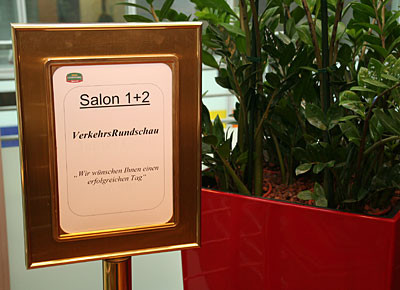 Salon 1+2
VerkehrsRundschau
„Wir wünschen Ihnen einen
erfolgreichen Tag“